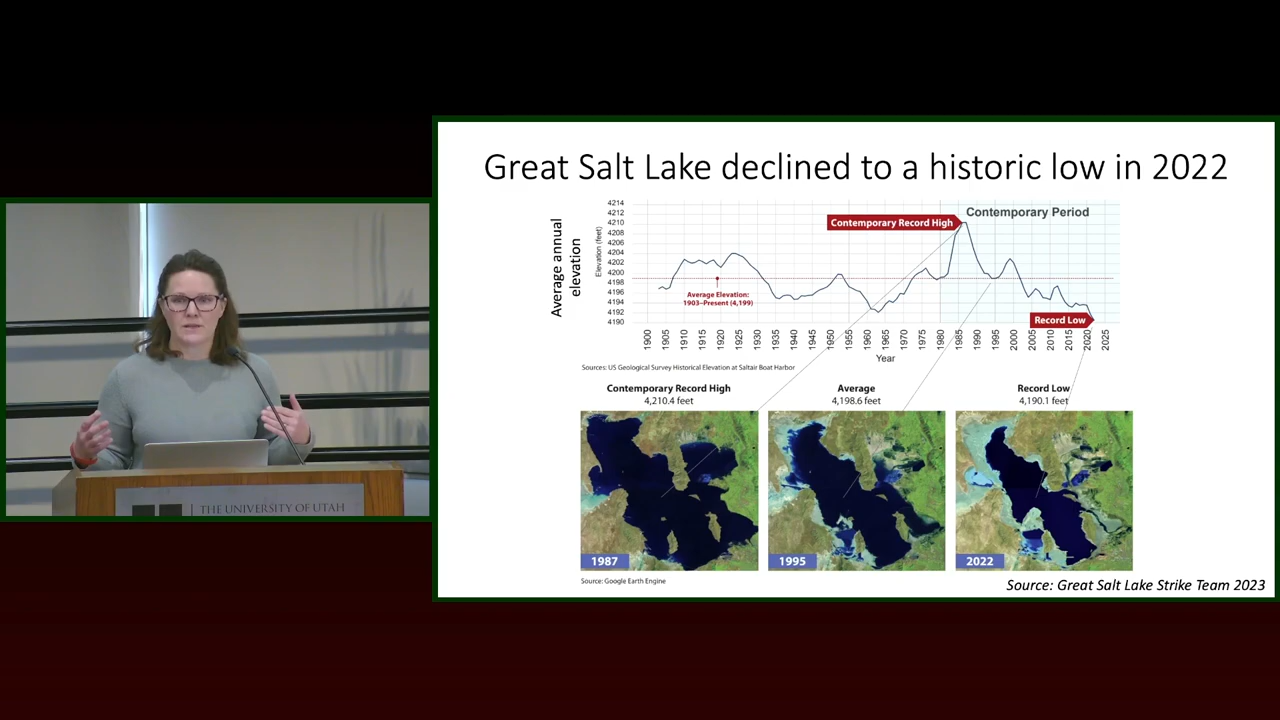 Great Salt Lake declined to a historic low in 2022
Average annual
elevation
Elevation (feet)
4214
4212
4210
4208
4206
4204
4202
4200
4198
4196
4194
4192
4190
Contemporary Record High
Contemporary Period
Average Elevation:
1903–Present (4,199)
Record Low
1900 1905 1910 1915 1920 1925 1930 1935 1940 1945 1950 1955 1960 1965 1970 1975 1980 1985 1990 1995 2000 2005 2010 2015 2020 2025
Year
Sources: US Geological Survey Historical Elevation at Saltair Boat Harbor
Contemporary Record High
4,210.4 feet
Average
4,198.6 feet
Record Low
4,190.1 feet
1987
1995
2022
Source: Google Earth Engine
Source: Great Salt Lake Strike Team 2023
THE UNIVERSITY OF UTAH